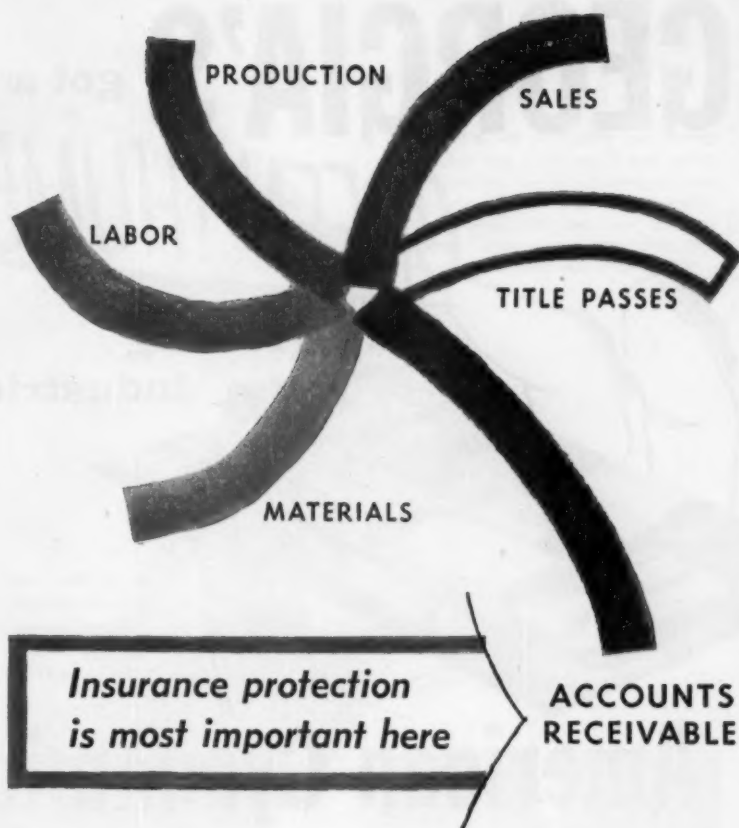 PRODUCTION
SALES
LABOR
TITLE PASSES
MATERIALS
Insurance protection
is most important here
ACCOUNTS
RECEIVABLE